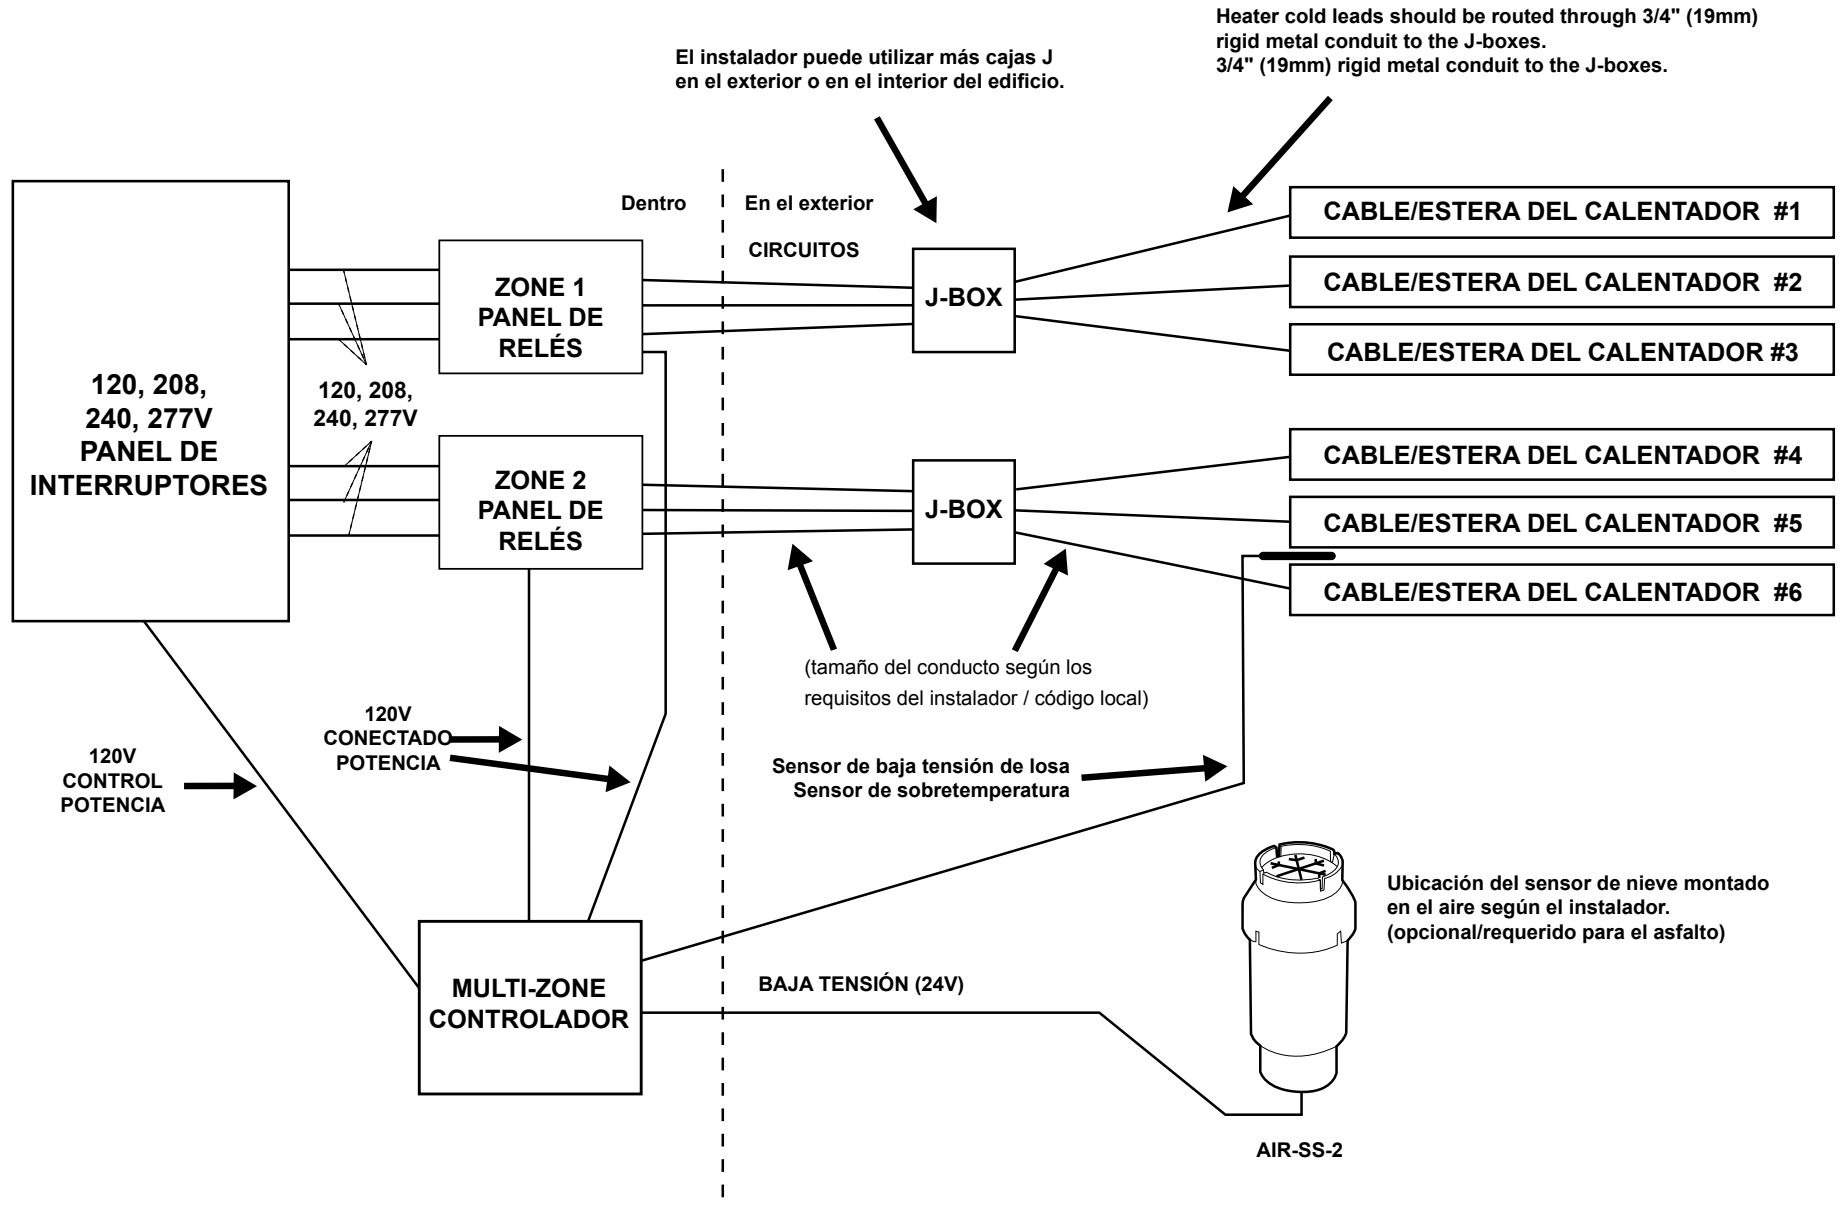 Heater cold leads should be routed through 3/4" (19mm)
rigid metal conduit to the J-boxes.
3/4" (19mm) rigid metal conduit to the J-boxes.
El instalador puede utilizar más cajas J
en el exterior o en el interior del edificio.
Dentro
En el exterior
CIRCUITOS
120, 208,
240, 277V
PANEL DE
INTERRUPTORES
120, 208,
240, 277V
ZONE 1
PANEL DE
RELÉS
ZONE 2
PANEL DE
RELÉS
J-BOX
J-BOX
CABLE/ESTERA DEL CALENTADOR #1
CABLE/ESTERA DEL CALENTADOR #2
CABLE/ESTERA DEL CALENTADOR #3
CABLE/ESTERA DEL CALENTADOR #4
CABLE/ESTERA DEL CALENTADOR #5
CABLE/ESTERA DEL CALENTADOR #6
(tamaño del conducto según los
requisitos del instalador / código local)
120V
CONECTADO
POTENCIA
120V
CONTROL
POTENCIA
Sensor de baja tensión de losa
Sensor de sobretemperatura
Ubicación del sensor de nieve montado
en el aire según el instalador.
(opcional/requerido para el asfalto)
MULTI-ZONE
CONTROLADOR
BAJA TENSIÓN (24V)
AIR-SS-2